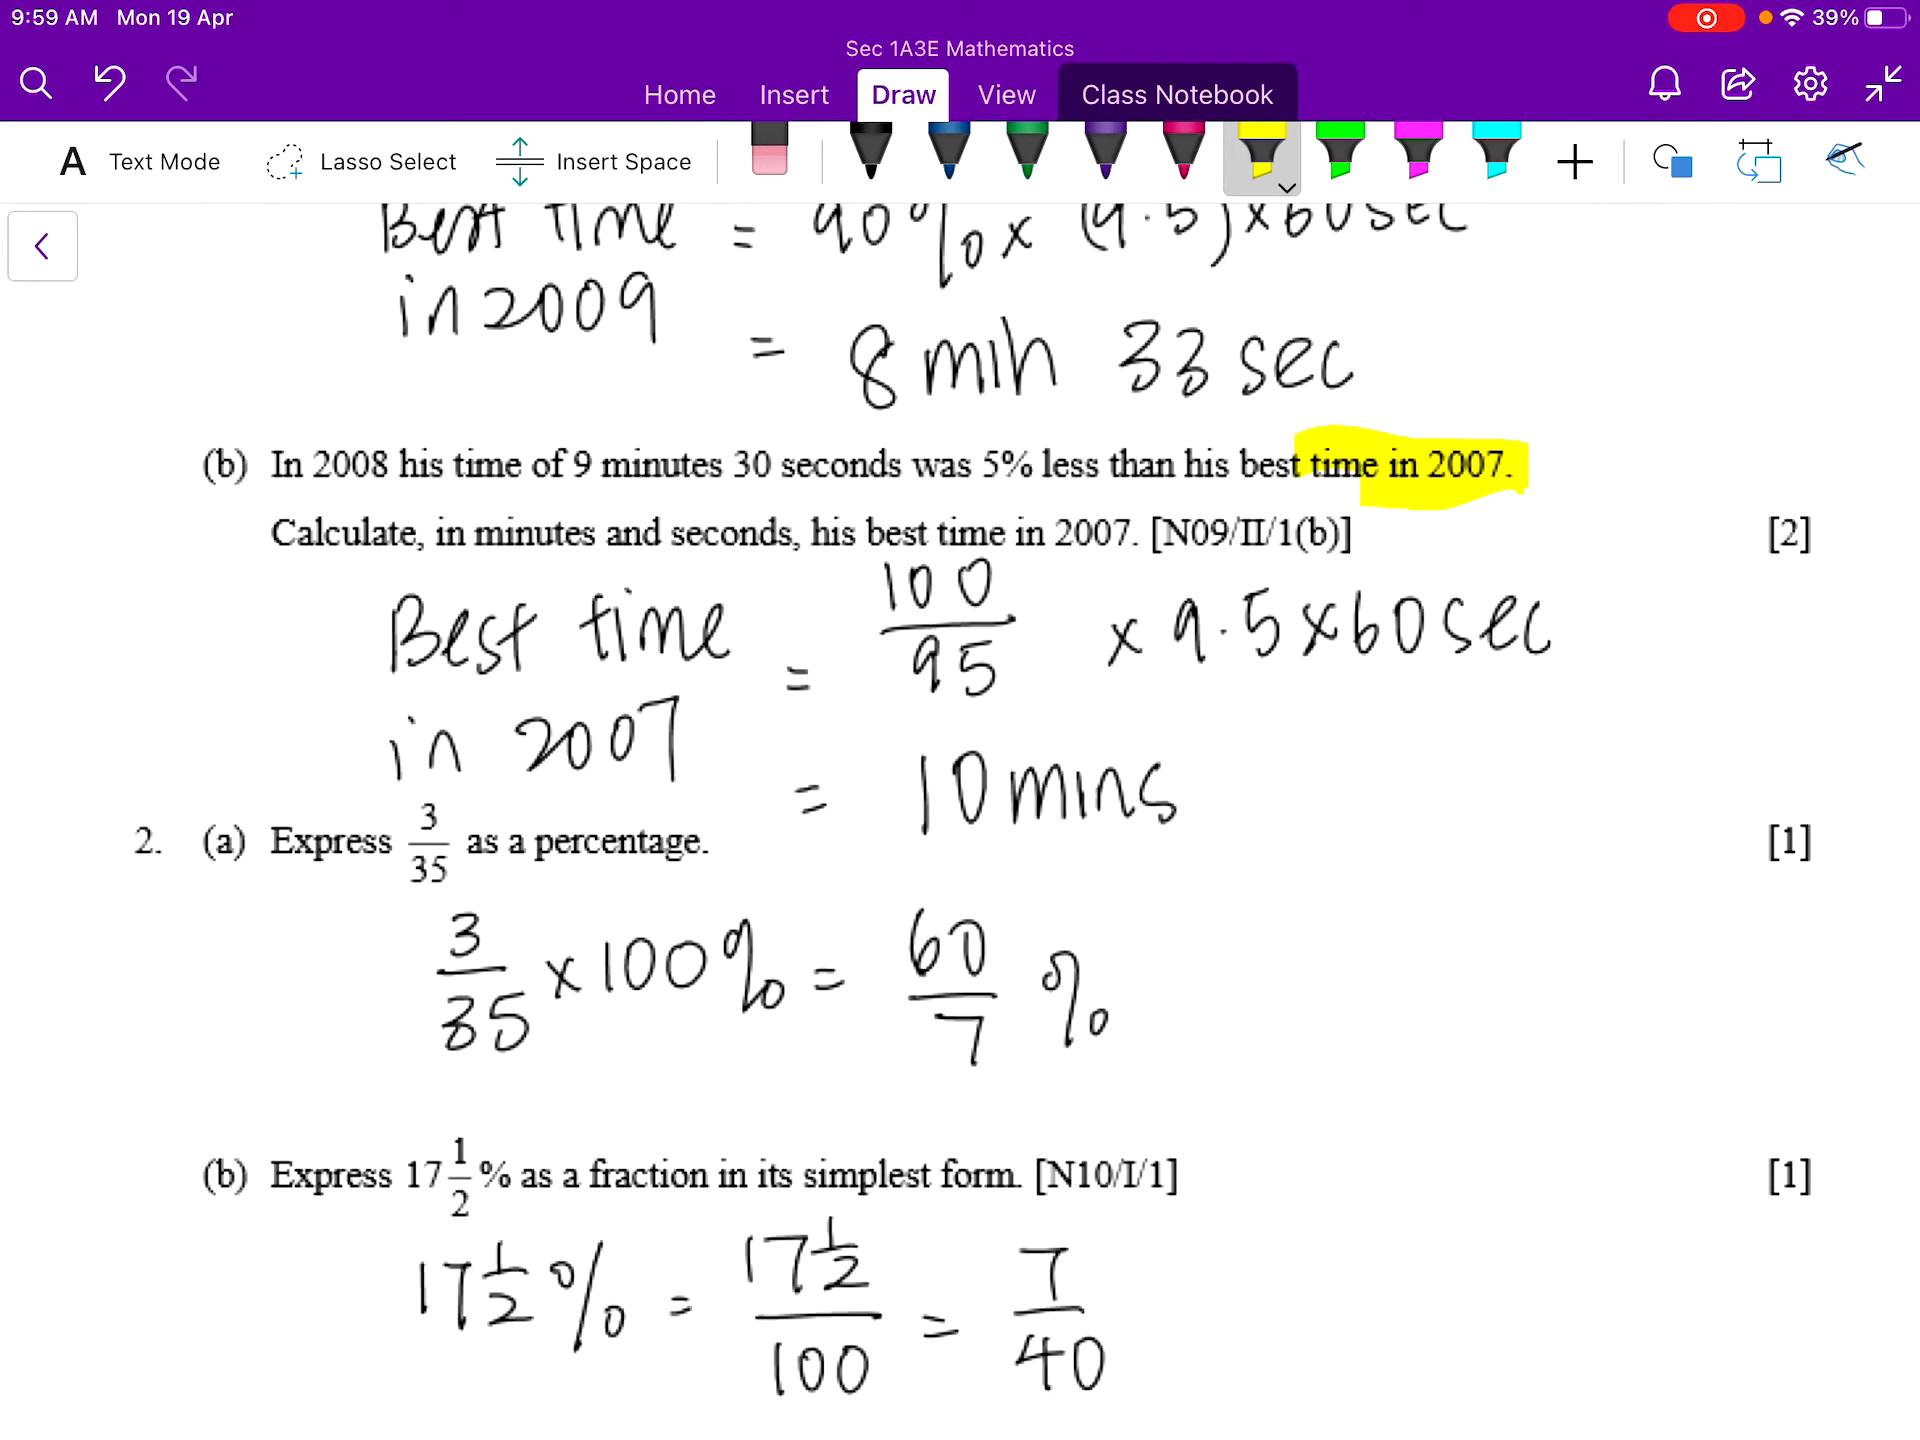 9:59 AM Mon 19 Apr 39%
Sec 1A3E Mathematics
Home Insert Draw View Class Notebook
A Text Mode Lasso Select Insert Space
Best time = 90% x (9.5) x 60 sec
in 2009
= 8 min 33 sec
(b) In 2008 his time of 9 minutes 30 seconds was 5% less than his best time in 2007.
Calculate, in minutes and seconds, his best time in 2007. [N09/II/1(b)] [2]
Best time in 2007 = 100/95 x 9.5 x 60 sec
= 10 mins
2. (a) Express 3/35 as a percentage. [1]
3/35 x 100% = 60/7 %
(b) Express 17 1/2 % as a fraction in its simplest form. [N10/I/1] [1]
17 1/2 % = 17 1/2 / 100 = 7/40